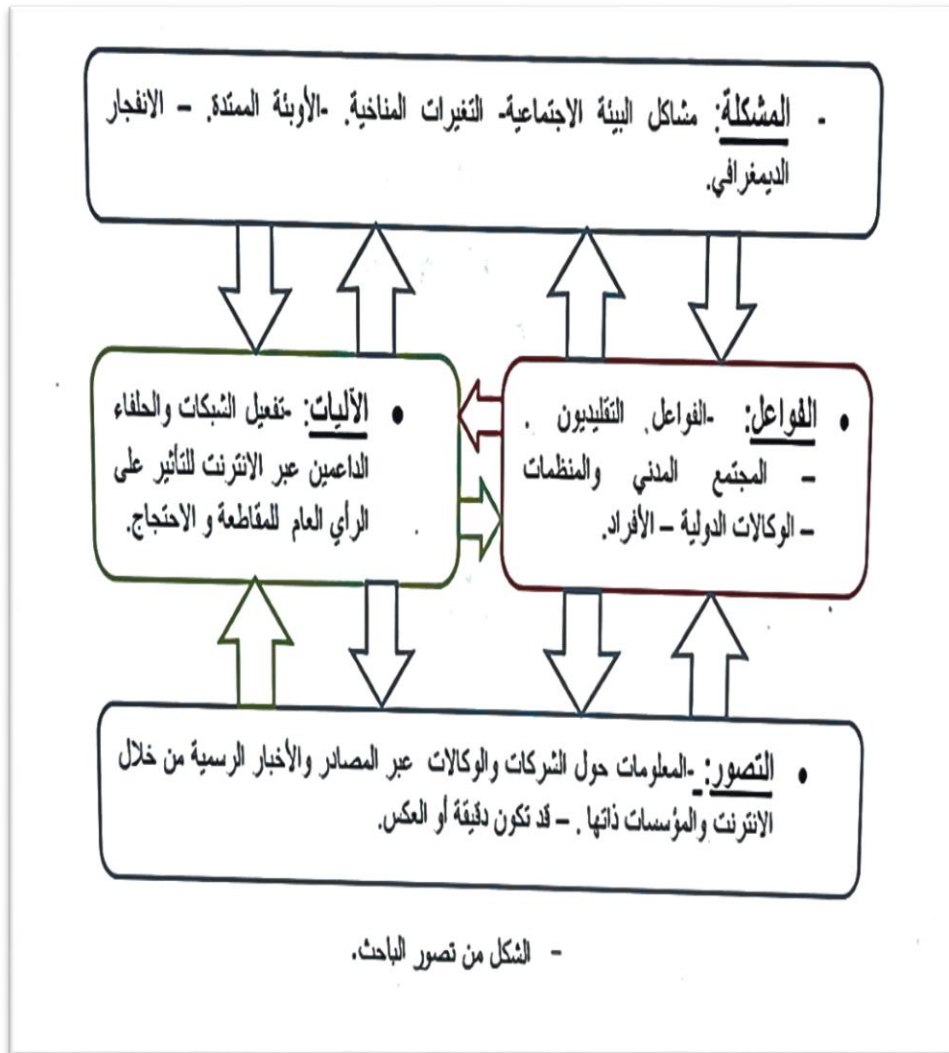 - المشكلة: مشاكل البيئة الاجتماعية- التغيرات المناخية. -الأوبئة الممتدة. – الانفجار
الديمغرافي.
• الفواعل: -الفواعل التقليديون .
– المجتمع المدني والمنظمات
– الوكالات الدولية – الأفراد.
• الآليات: -تفعيل الشبكات والحلفاء
الداعمين عبر الانترنت للتأثير على
الرأي العام للمقاطعة و الاحتجاج.
• التصور: -المعلومات حول الشركات والوكالات عبر المصادر والأخبار الرسمية من خلال
الانترنت والمؤسسات ذاتها . – قد تكون دقيقة أو العكس.
- الشكل من تصور الباحث.